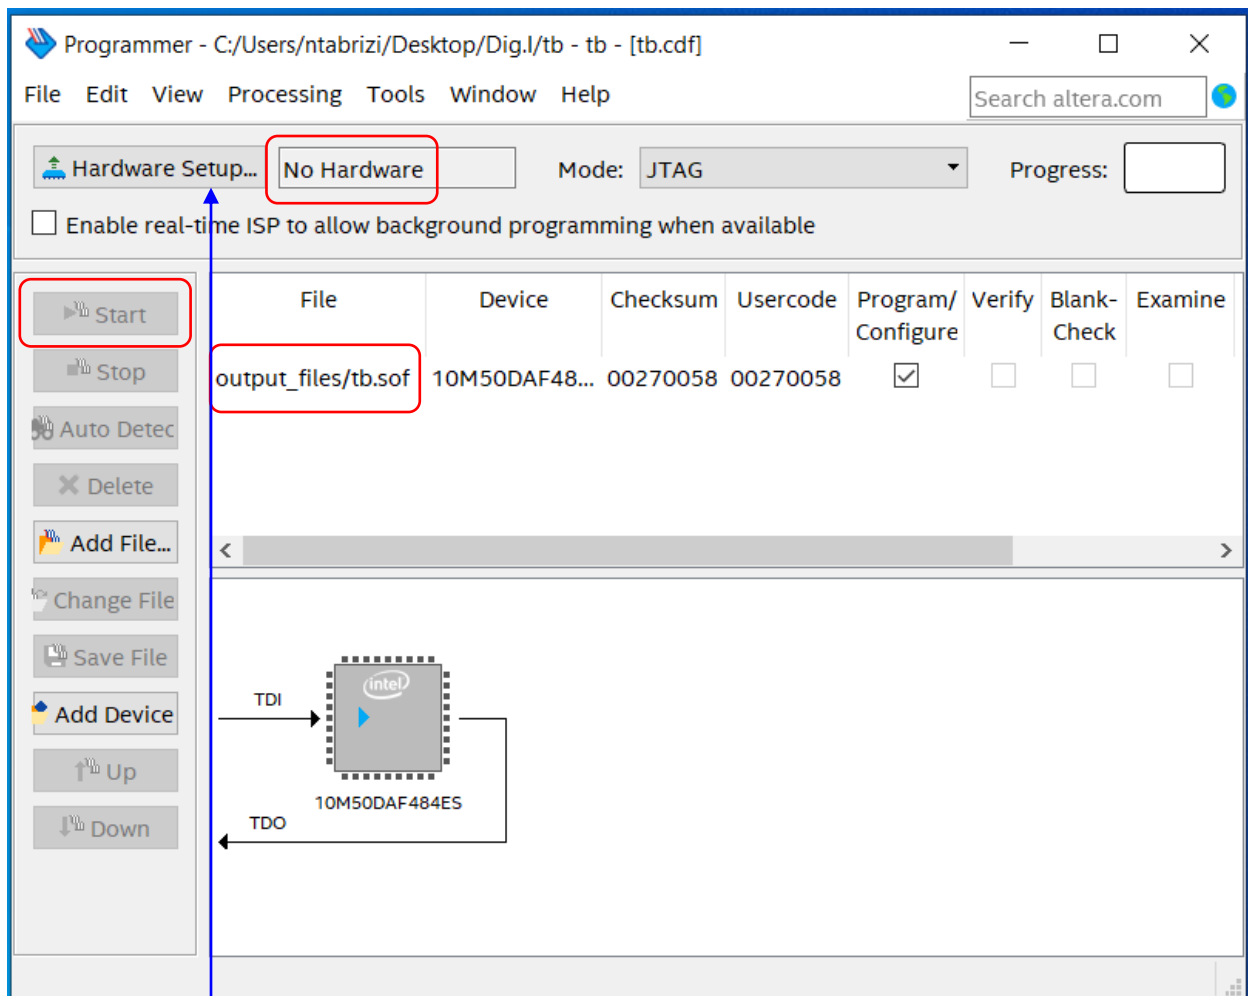 Programmer - C:/Users/ntabrizi/Desktop/Dig.I/tb - tb - [tb.cdf]
File Edit View Processing Tools Window Help
Search altera.com
Hardware Setup... No Hardware Mode: JTAG Progress:
Enable real-time ISP to allow background programming when available
Start
Stop
Auto Detec
Delete
Add File...
Change File
Save File
Add Device
Up
Down
File Device Checksum Usercode Program/ Verify Blank- Examine
Configure Check
output_files/tb.sof 10M50DAF48... 00270058 00270058
intel
TDI
10M50DAF484ES
TDO